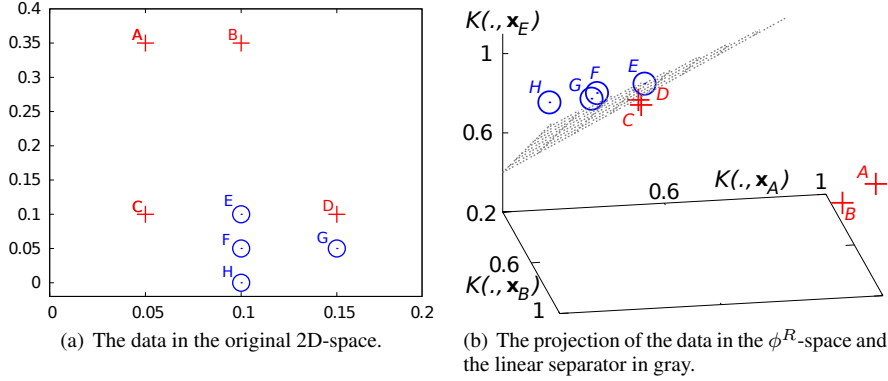 0.4
0.35
0.3
0.25
0.2
0.15
0.1
0.05
0
A
B
C
E
D
F
G
H
0
0.05
0.1
0.15
0.2
(a) The data in the original 2D-space.
K(., x_E)
1
0.6
0.2
H
G
F
E
D
C
0.6
K(., x_A)
1
A
B
0.6
K(., x_B)
1
(b) The projection of the data in the ϕ^R-space and
the linear separator in gray.